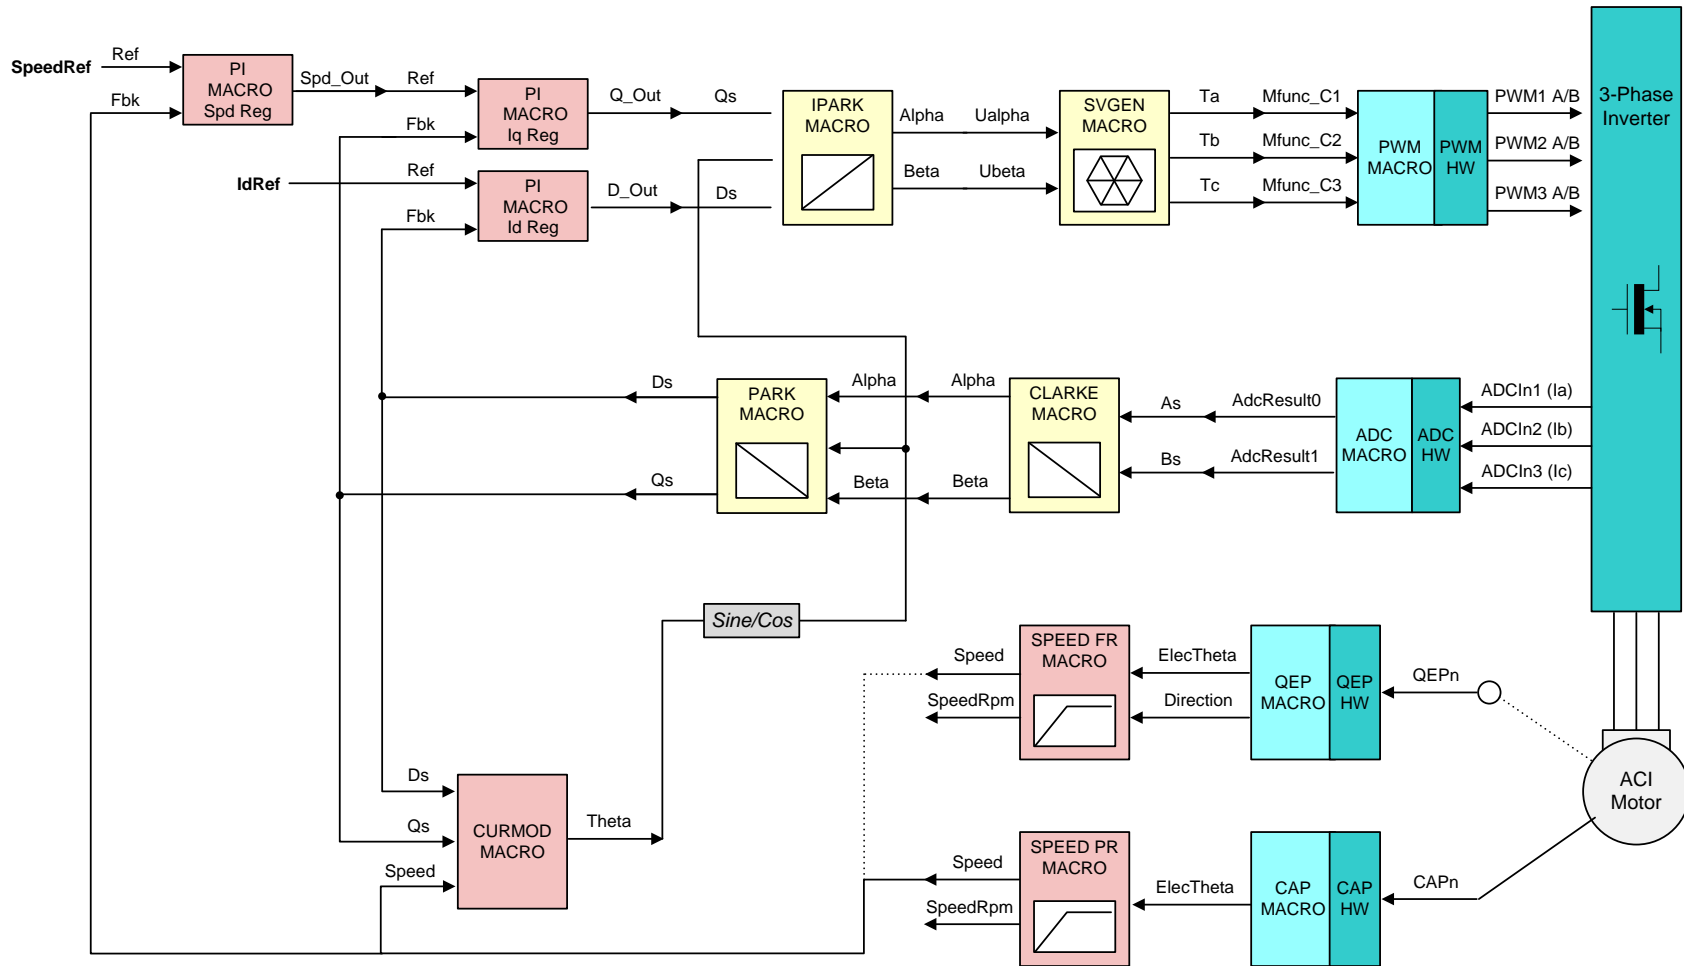 SpeedRef
Ref
Fbk
PI
MACRO
Spd Reg
Spd_Out
Ref
Fbk
PI
MACRO
Iq Reg
Q_Out
Qs
IdRef
Ref
Fbk
PI
MACRO
Id Reg
D_Out
Ds
IPARK
MACRO
Alpha
Ualpha
Beta
Ubeta
SVGEN
MACRO
Ta
Mfunc_C1
Tb
Mfunc_C2
Tc
Mfunc_C3
PWM
MACRO
PWM
HW
PWM1 A/B
PWM2 A/B
PWM3 A/B
3-Phase
Inverter
Ds
Qs
PARK
MACRO
Alpha
Alpha
Beta
Beta
CLARKE
MACRO
As
AdcResult0
Bs
AdcResult1
ADC
MACRO
ADC
HW
ADCIn1 (Ia)
ADCIn2 (Ib)
ADCIn3 (Ic)
Sine/Cos
Speed
SpeedRpm
SPEED FR
MACRO
ElecTheta
Direction
QEP
MACRO
QEP
HW
QEPn
ACI
Motor
Ds
Qs
Speed
CURMOD
MACRO
Theta
Speed
SpeedRpm
SPEED PR
MACRO
ElecTheta
CAP
MACRO
CAP
HW
CAPn